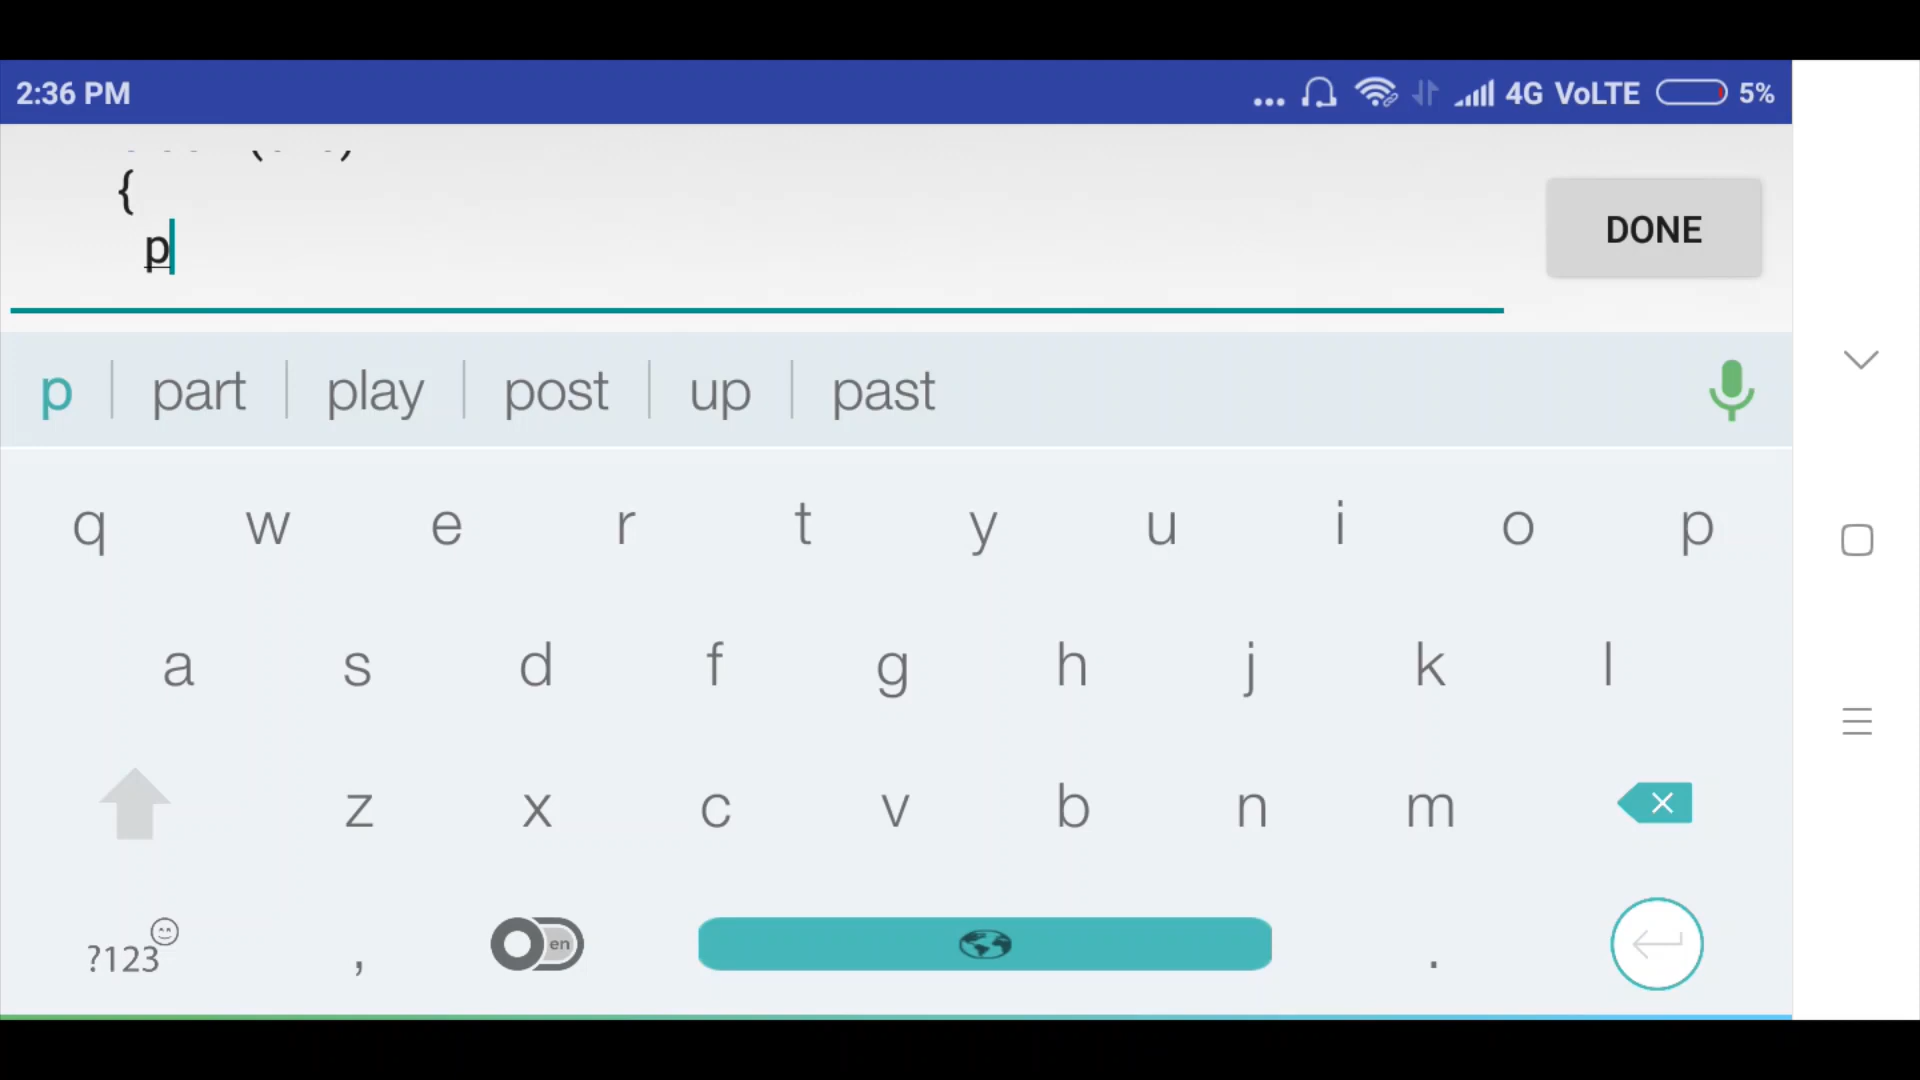 2:36 PM
... 4G VoLTE 5%
{
p
DONE
p part play post up past
q w e r t y u i o p
a s d f g h j k l
z x c v b n m
?123 , en .